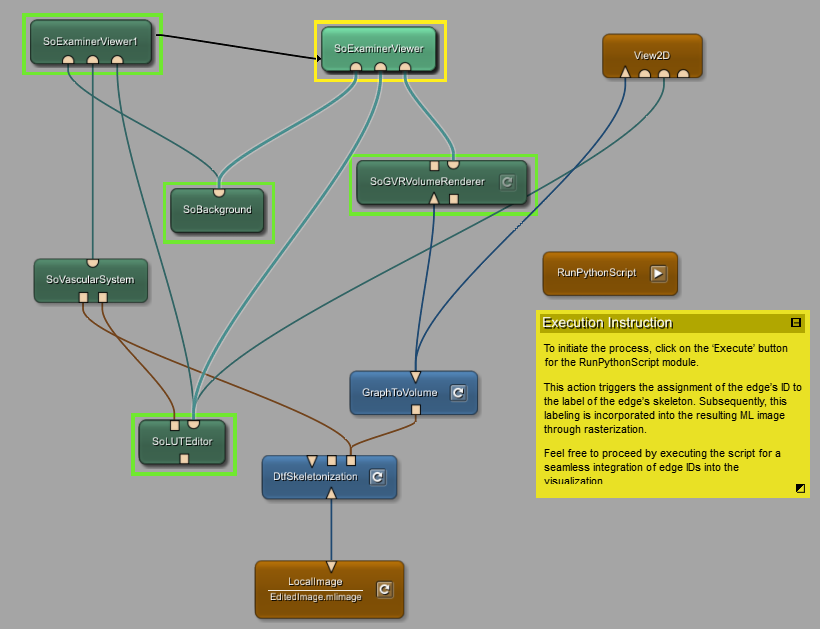 SoExaminerViewer1
SoExaminerViewer
View2D
SoGVRVolumeRenderer
SoBackground
SoVascularSystem
RunPythonScript
Execution Instruction
To initiate the process, click on the 'Execute' button
for the RunPythonScript module.
This action triggers the assignment of the edge's ID to
the label of the edge's skeleton. Subsequently, this
labeling is incorporated into the resulting ML image
through rasterization.
Feel free to proceed by executing the script for a
seamless integration of edge IDs into the
visualization.
GraphToVolume
SoLUTEditor
DtfSkeletonization
LocalImage
EditedImage.mlimage